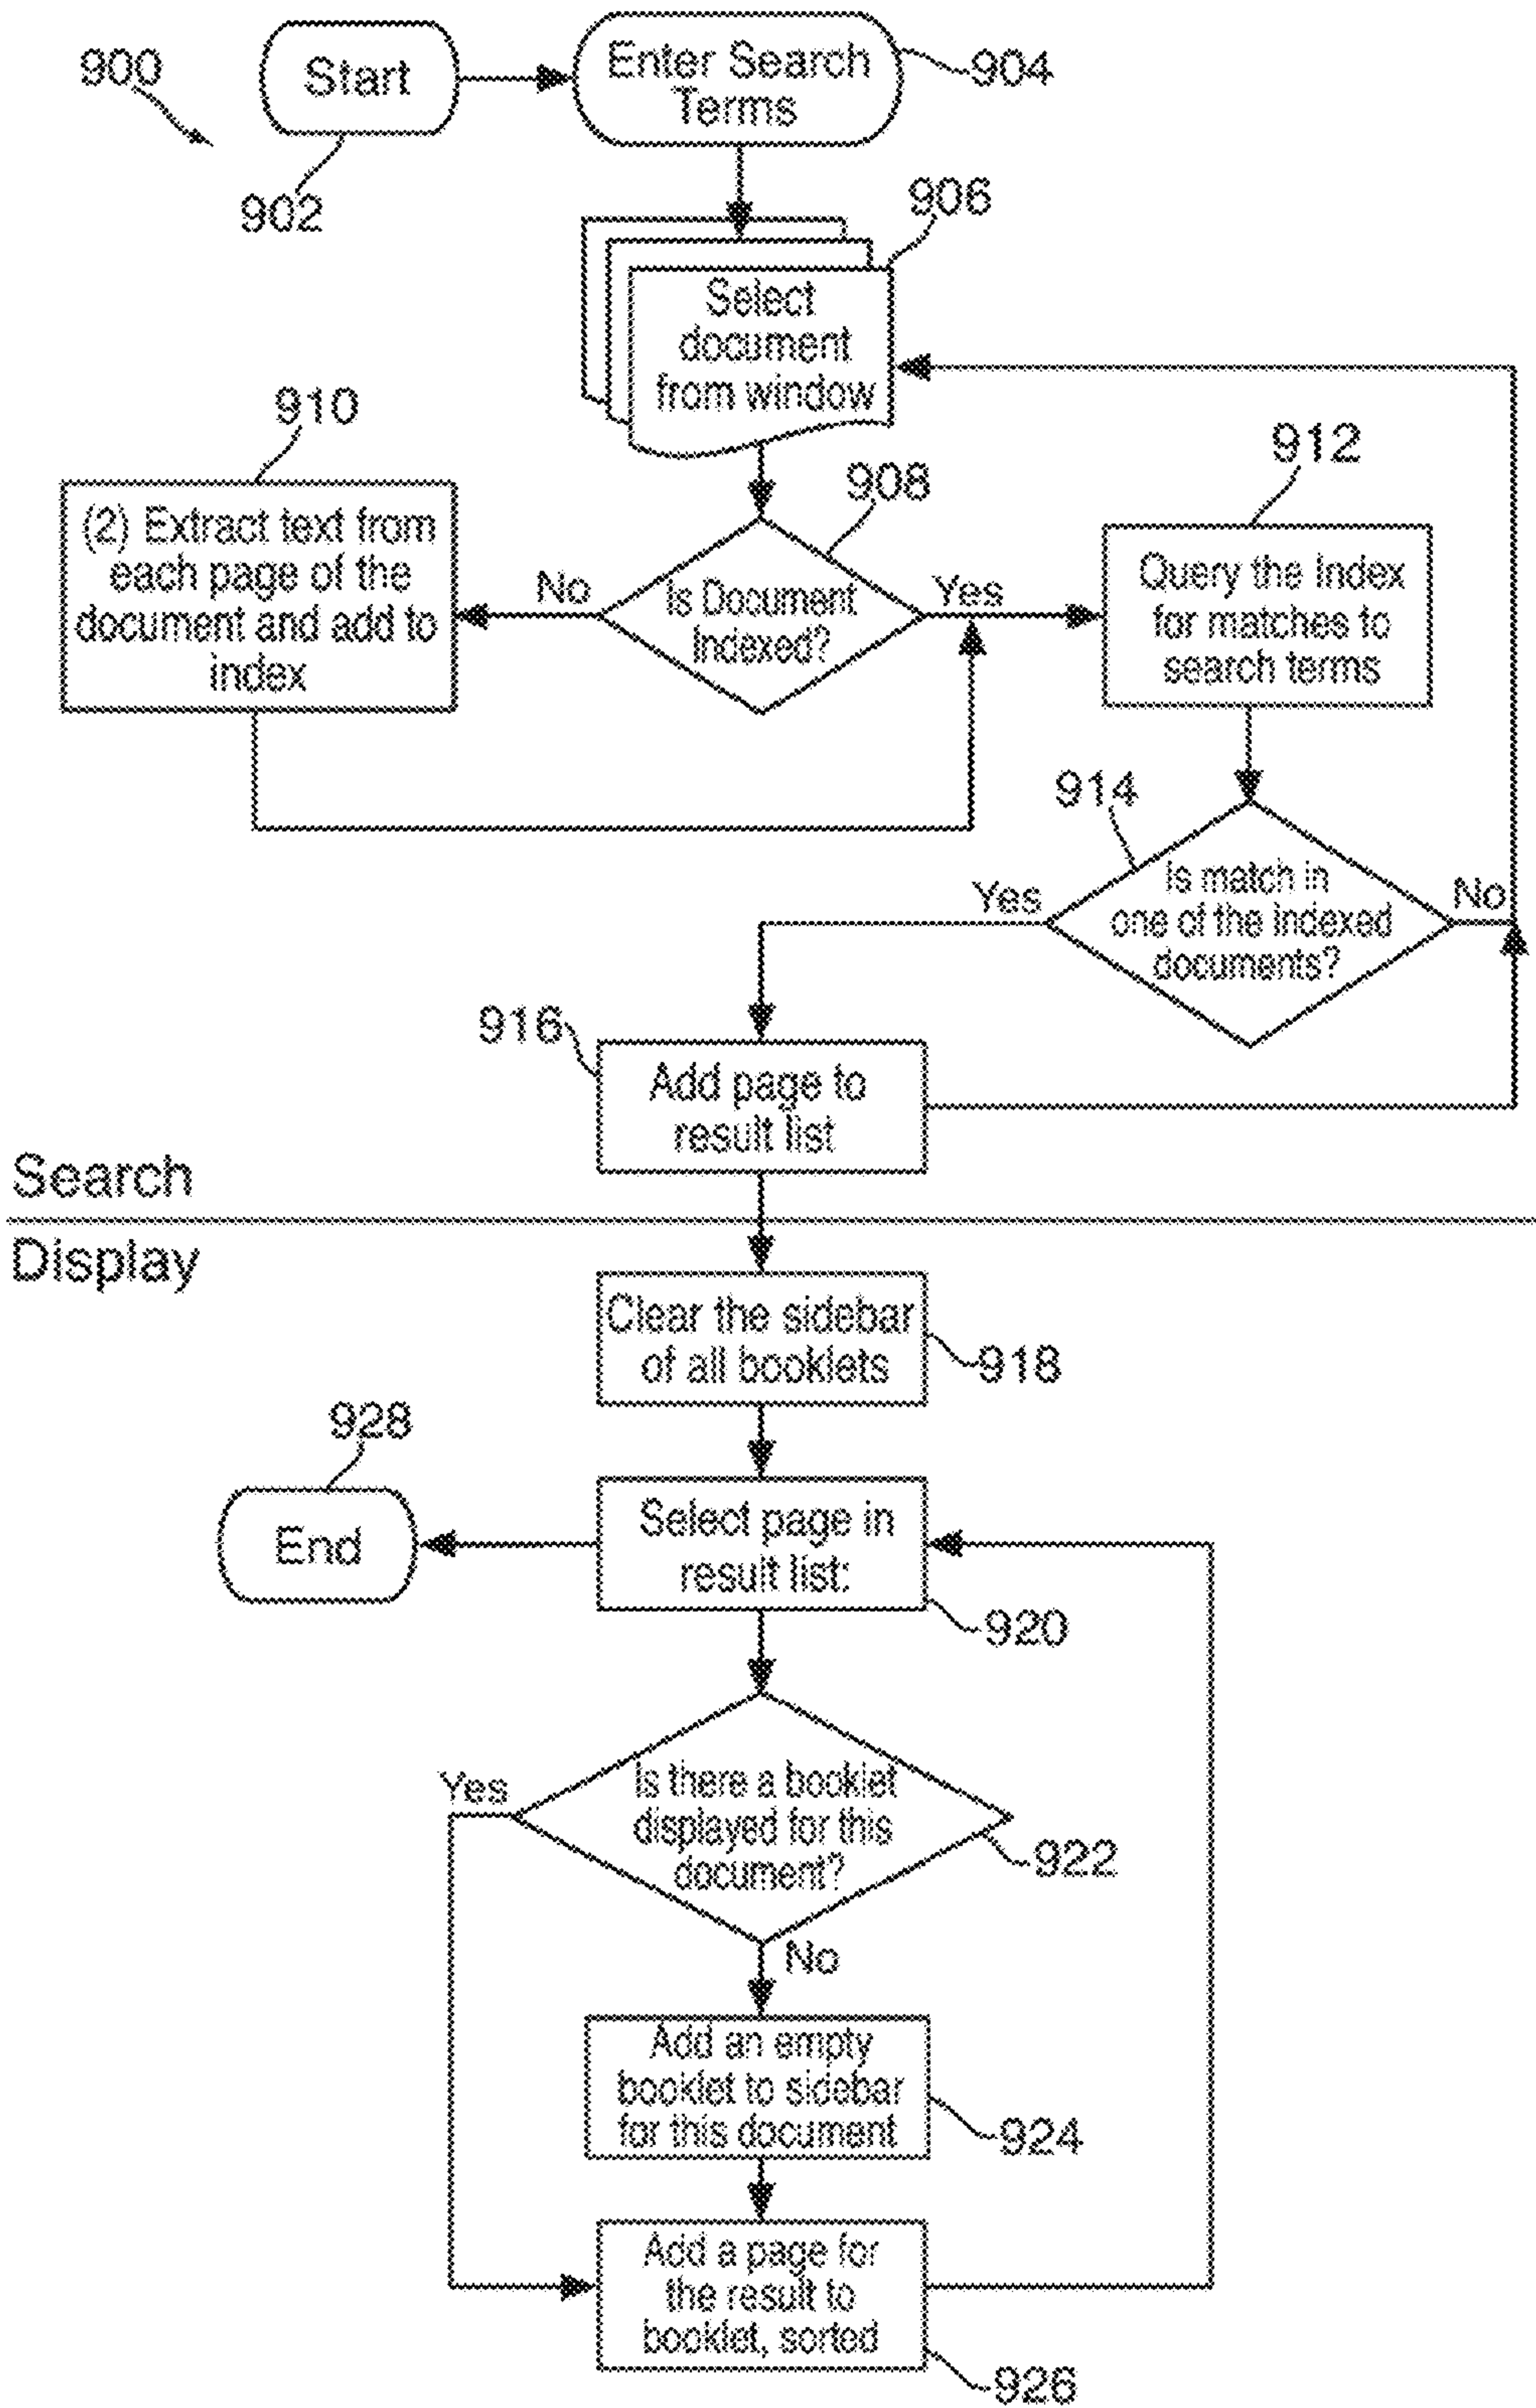 900
Start
902
Enter Search
Terms
904
906
Select
document
from window
910
(2) Extract text from
each page of the
document and add to
index
908
No
Is Document
Indexed?
Yes
912
Query the Index
for matches to
search terms
914
Yes
Is match in
one of the indexed
documents?
No
916
Add page to
result list
Search
Display
Clear the sidebar
of all booklets
918
928
End
Select page in
result list:
920
Yes
Is there a booklet
displayed for this
document?
922
No
Add an empty
booklet to sidebar
for this document
924
Add a page for
the result to
booklet, sorted
926